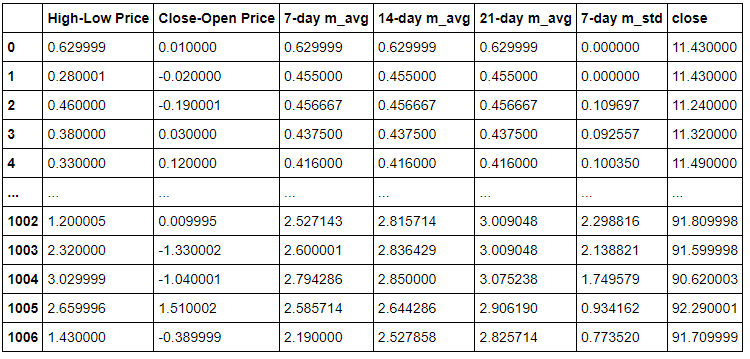 High-Low Price Close-Open Price 7-day m_avg 14-day m_avg 21-day m_avg 7-day m_std close
0 0.629999 0.010000 0.629999 0.629999 0.629999 0.000000 11.430000
1 0.280001 -0.020000 0.455000 0.455000 0.455000 0.000000 11.430000
2 0.460000 -0.190001 0.456667 0.456667 0.456667 0.109697 11.240000
3 0.380000 0.030000 0.437500 0.437500 0.437500 0.092557 11.320000
4 0.330000 0.120000 0.416000 0.416000 0.416000 0.100350 11.490000
... ... ... ... ... ... ... ...
1002 1.200005 0.009995 2.527143 2.815714 3.009048 2.298816 91.809998
1003 2.320000 -1.330002 2.600001 2.836429 3.009048 2.138821 91.599998
1004 3.029999 -1.040001 2.794286 2.850000 3.075238 1.749579 90.620003
1005 2.659996 1.510002 2.585714 2.644286 2.906190 0.934162 92.290001
1006 1.430000 -0.389999 2.190000 2.527858 2.825714 0.773520 91.709999